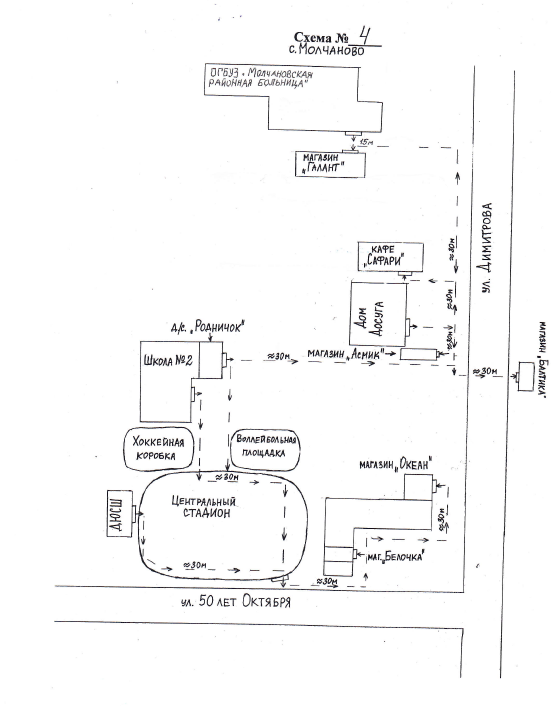 Схема № 4
с. МОЛЧАНОВО
ОГБУЗ „МОЛЧАНОВСКАЯ
РАЙОННАЯ БОЛЬНИЦА"
15м
МАГАЗИН
„ГАЛАНТ"
КАФЕ
„САФАРИ"
≈30м
≈30м
≈30м
ул. ДИМИТРОВА
ДОМ
ДОСУГА
Д/С. „РОДНИЧОК"
ШКОЛА №2
≈30м
МАГАЗИН „АСМИК"
≈30м
МАГАЗИН „БАЛТИКА"
ХОККЕЙНАЯ
КОРОБКА
ВОЛЛЕЙБОЛЬНАЯ
ПЛОЩАДКА
≈30м
МАГАЗИН „ОКЕАН"
ДЮСШ
ЦЕНТРАЛЬНЫЙ
СТАДИОН
≈30м
МАГ. „БЕЛОЧКА"
≈30м
≈30м
ул. 50 ЛЕТ ОКТЯБРЯ